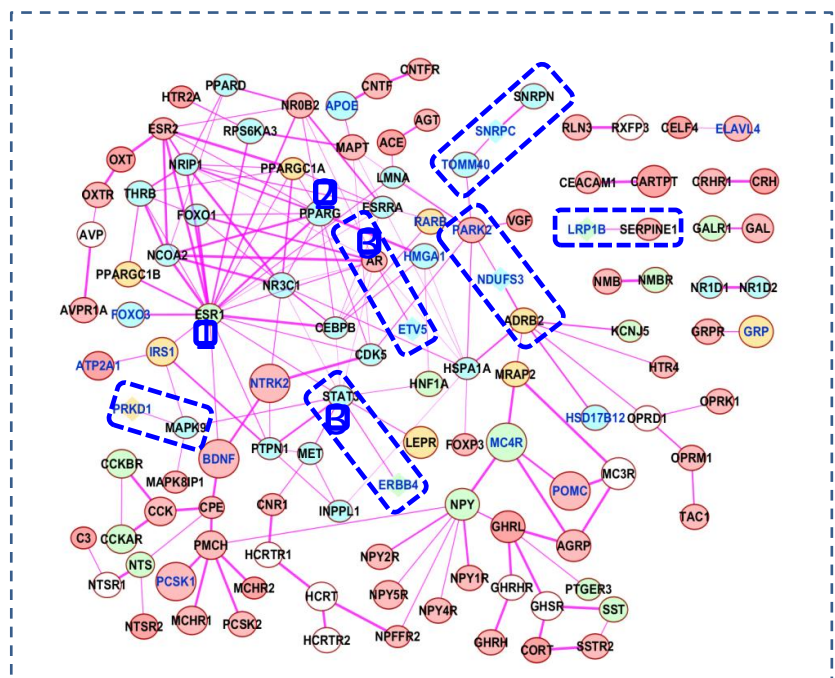 CNTFR
CNTF
PPARD
HTR2A
NR0B2
APOE
SNRPN
AGT
ACE
ESR2
RPS6KA3
MAPT
SNRPC
RLN3
RXFP3
CELF4
ELAVL4
OXT
NRIP1
PPARGC1A
LMNA
TOMM40
CEACAM1
CARTPT
CRHR1
CRH
OXTR
THRB
2
FOXO1
PPARG
ESRRA
RARB
PARK2
VGF
LRP1B
SERPINE1
GALR1
GAL
AVP
3
NCOA2
AR
HMGA1
PPARGC1B
NR3C1
NDUFS3
NMB
NMBR
NR1D1
NR1D2
AVPR1A
FOXO3
ESR1
1
CEBPB
ETV5
ADRB2
KCNJ5
GRPR
GRP
IRS1
ATP2A1
CDK5
HSPA1A
MRAP2
HTR4
NTRK2
HNF1A
PRKD1
STAT3
3
OPRK1
MAPK9
HSD17B12
OPRD1
LEPR
FOXP3
MC4R
PTPN1
MET
BDNF
CCKBR
OPRM1
MAPK8IP1
ERBB4
POMC
MC3R
CCK
CPE
CNR1
INPPL1
NPY
TAC1
C3
CCKAR
PMCH
GHRL
AGRP
HCRTR1
NPY2R
NTS
NTSR1
PCSK1
MCHR2
NPY1R
GHRHR
PTGER3
HCRT
NPY5R
GHSR
SST
NPY4R
NTSR2
MCHR1
PCSK2
HCRTR2
NPFFR2
GHRH
CORT
SSTR2